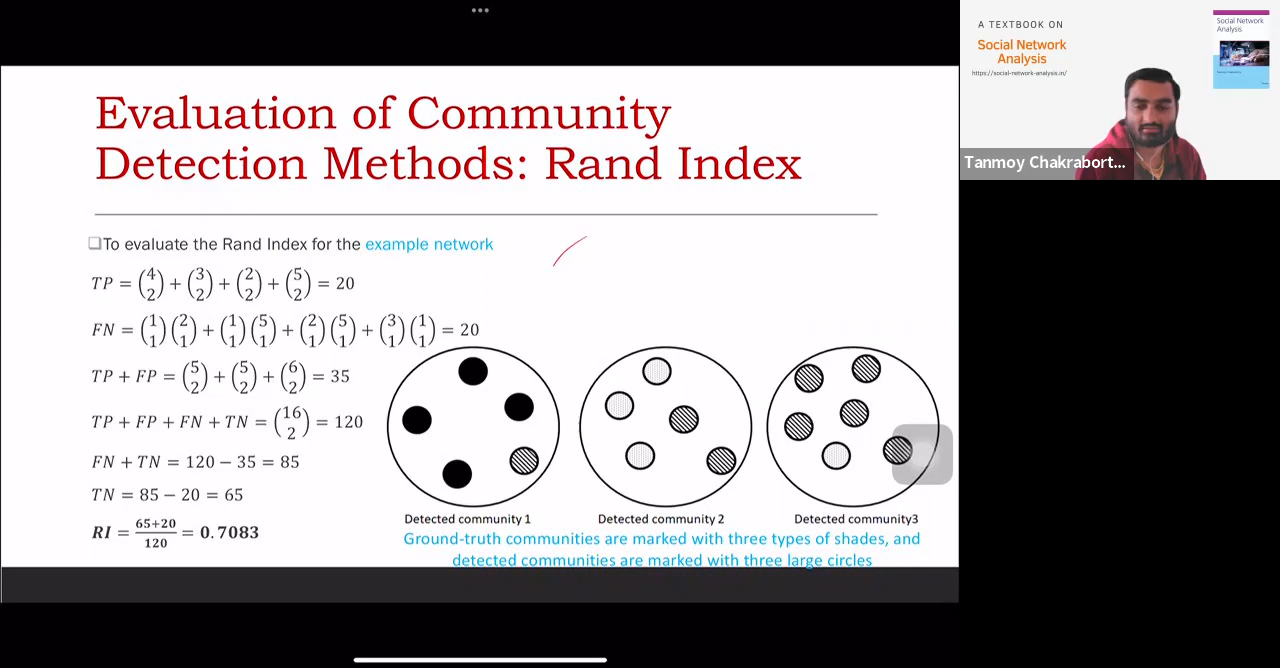 Evaluation of Community
Detection Methods: Rand Index
To evaluate the Rand Index for the example network
TP = (4 2) + (3 2) + (2 2) + (5 2) = 20
FN = (1 1)(2 1) + (1 1)(5 1) + (2 1)(5 1) + (3 1)(1 1) = 20
TP + FP = (5 2) + (5 2) + (6 2) = 35
TP + FP + FN + TN = (16 2) = 120
FN + TN = 120 − 35 = 85
TN = 85 − 20 = 65
RI = 65+20/120 = 0.7083
Detected community 1
Detected community 2
Detected community3
Ground-truth communities are marked with three types of shades, and
detected communities are marked with three large circles
A TEXTBOOK ON
Social Network
Analysis
https://social-network-analysis.in/
Social Network
Analysis
Tanmoy Chakrabort...